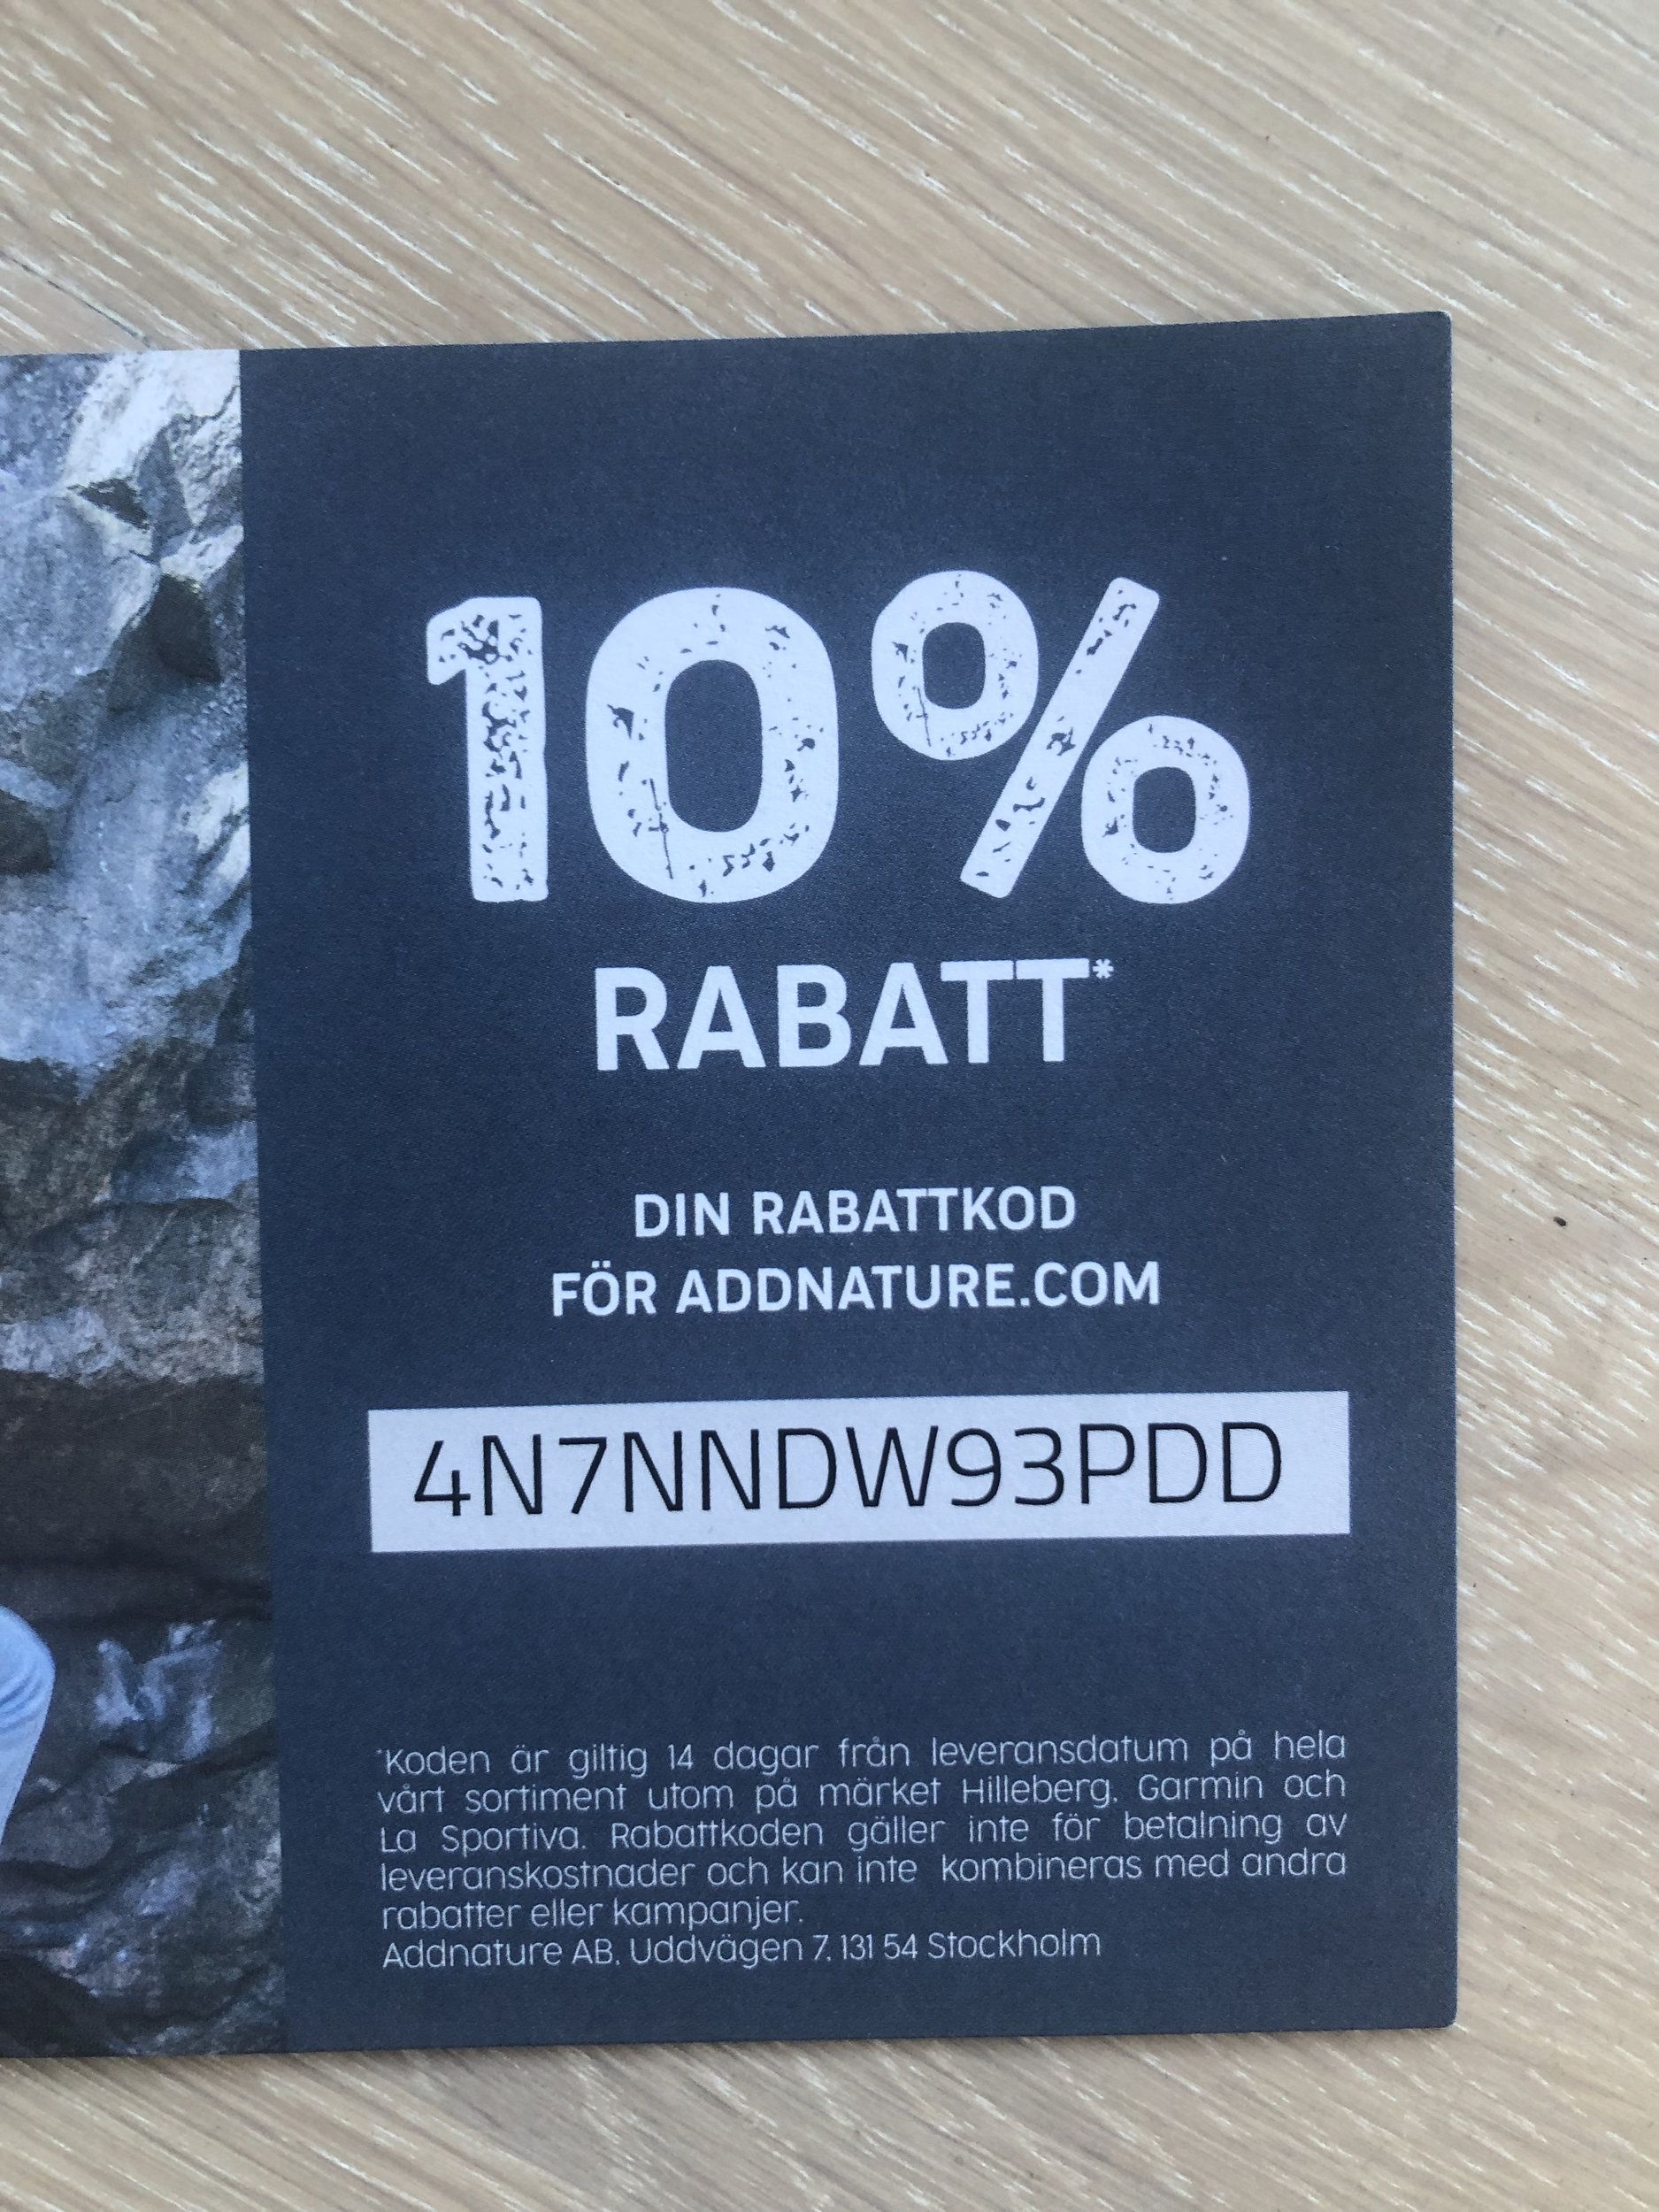 10%
RABATT*
DIN RABATTKOD
FÖR ADDNATURE.COM
4N7NNDW93PDD
*Koden är giltig 14 dagar från leveransdatum på hela
vårt sortiment utom på märket Hilleberg, Garmin och
La Sportiva. Rabattkoden gäller inte för betalning av
leveranskostnader och kan inte kombineras med andra
rabatter eller kampanjer.
Addnature AB, Uddvägen 7, 131 54 Stockholm